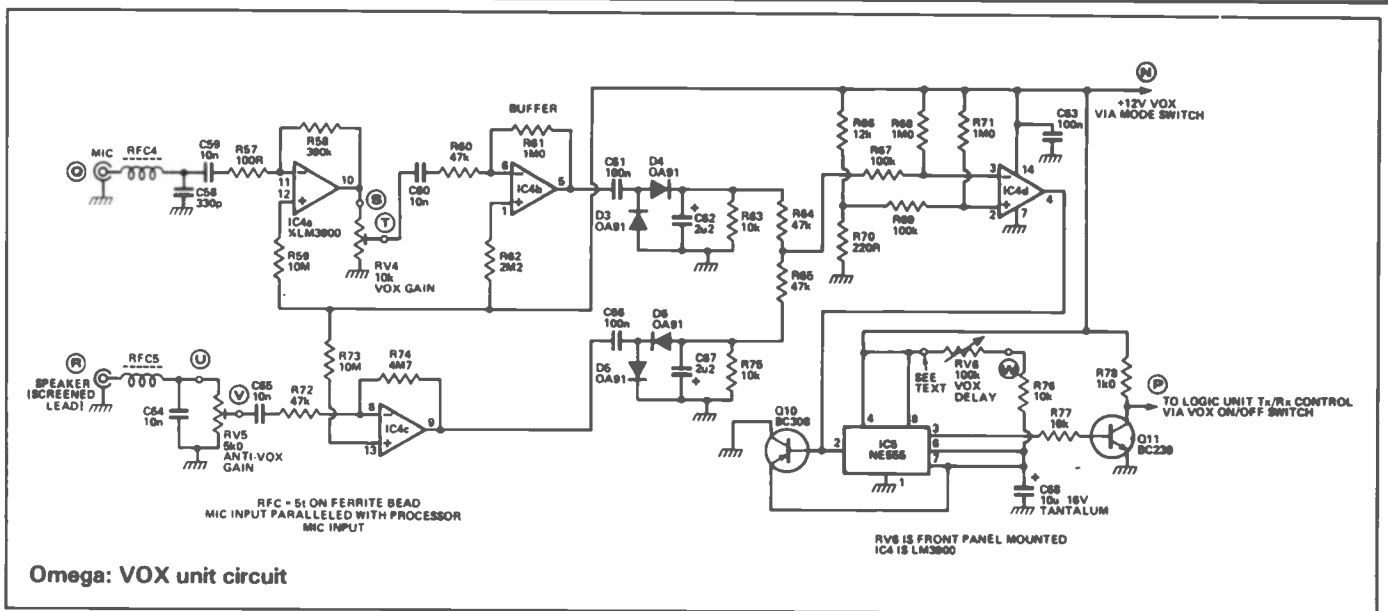 N
+12V VOX
VIA MODE SWITCH
BUFFER
R58
390k
R61
1M0
R66
12k
R68
1M0
R71
1M0
C63
100n
O
MIC
RFC4
C59
10n
R57
100R
C58
330p
11
12
10
IC4a
¼LM3900
S
T
C60
10n
R60
47k
6
1
5
IC4b
C61
100n
D4
OA91
D3
OA91
C62
2u2
R63
10k
R64
47k
R67
100k
R69
100k
R70
220R
3
2
14
7
4
IC4d
R59
10M
RV4
10k
VOX GAIN
R62
2M2
R65
47k
R
SPEAKER
(SCREENED
LEAD)
RFC5
U
V
C64
10n
RV5
5k0
ANTI-VOX
GAIN
C65
10n
R72
47k
R73
10M
R74
4M7
8
13
9
IC4c
C66
100n
D6
OA91
D5
OA91
C67
2u2
R75
10k
SEE
TEXT
RV6
100k
VOX
DELAY
W
R76
10k
R77
10k
R78
1k0
P
TO LOGIC UNIT Tx/Rx CONTROL
VIA VOX ON/OFF SWITCH
Q10
BC308
4
8
2
IC5
NE555
3
6
7
1
Q11
BC239
C68
10u 16V
TANTALUM
RFC = 5t ON FERRITE BEAD
MIC INPUT PARALLELED WITH PROCESSOR
MIC INPUT
RV6 IS FRONT PANEL MOUNTED
IC4 IS LM3900
Omega: VOX unit circuit